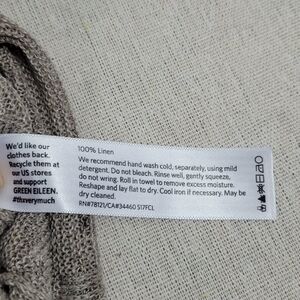 We'd like our
clothes back.
Recycle them at
our US stores
and support
GREEN EILEEN.
#thxverymuch
100% Linen
We recommend hand wash cold, separately, using mild
detergent. Do not bleach. Rinse well, gently squeeze,
do not wring. Roll in towel to remove excess moisture.
Reshape and lay flat to dry. Cool iron if necessary. May be
dry cleaned.
RN#78121/CA#34460 S17FCL